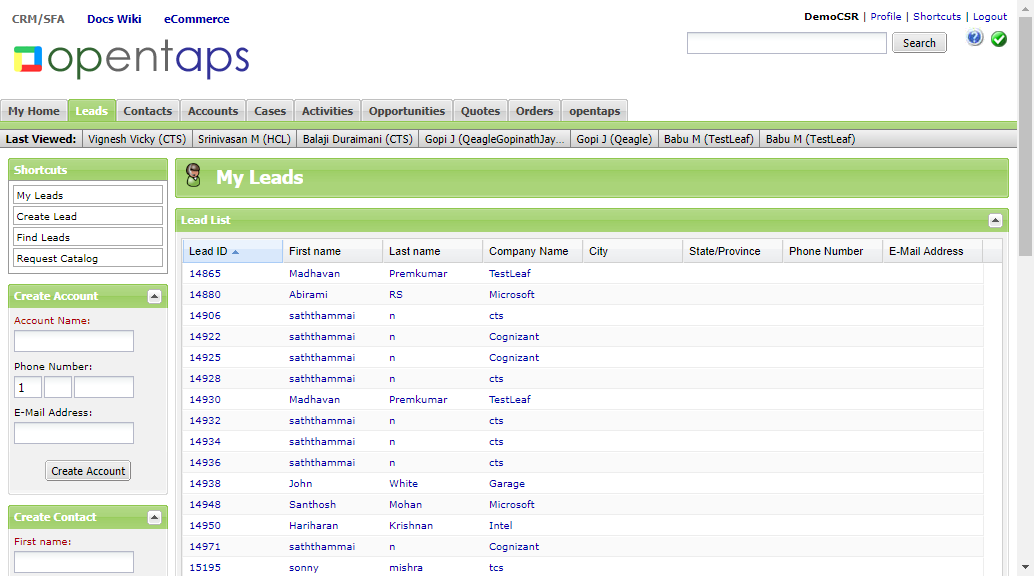 CRM/SFA Docs Wiki eCommerce
DemoCSR | Profile | Shortcuts | Logout
opentaps
Search
My Home Leads Contacts Accounts Cases Activities Opportunities Quotes Orders opentaps
Last Viewed: Vignesh Vicky (CTS) Srinivasan M (HCL) Balaji Duraimani (CTS) Gopi J (QeagleGopinathJay... Gopi J (Qeagle) Babu M (TestLeaf) Babu M (TestLeaf)
Shortcuts
My Leads
Create Lead
Find Leads
Request Catalog
Create Account
Account Name:
Phone Number:
1
E-Mail Address:
Create Account
Create Contact
First name:
My Leads
Lead List
Lead ID First name Last name Company Name City State/Province Phone Number E-Mail Address
14865 Madhavan Premkumar TestLeaf
14880 Abirami RS Microsoft
14906 saththammai n cts
14922 saththammai n Cognizant
14925 saththammai n Cognizant
14928 saththammai n cts
14930 Madhavan Premkumar TestLeaf
14932 saththammai n cts
14934 saththammai n cts
14936 saththammai n cts
14938 John White Garage
14948 Santhosh Mohan Microsoft
14950 Hariharan Krishnan Intel
14971 saththammai n Cognizant
15195 sonny mishra tcs